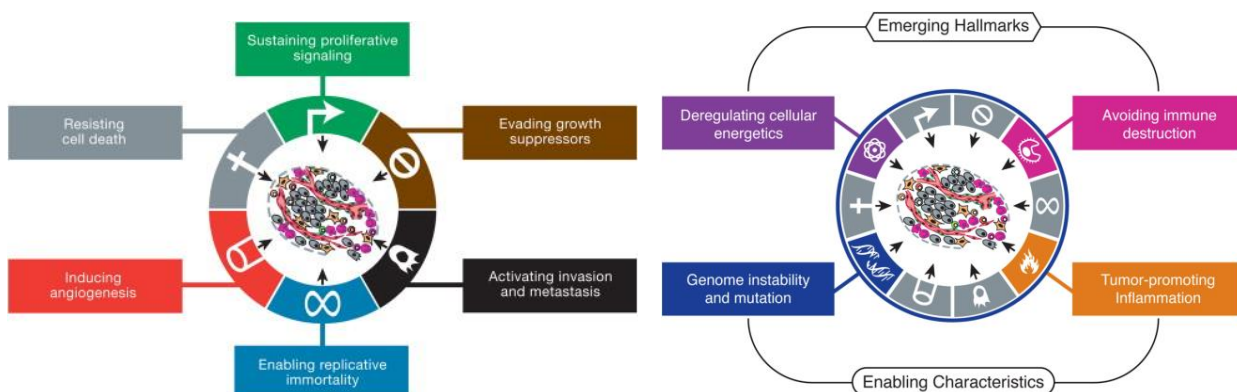 Sustaining proliferative
signaling
Resisting
cell death
Evading growth
suppressors
Inducing
angiogenesis
Activating invasion
and metastasis
Enabling replicative
immortality
Emerging Hallmarks
Deregulating cellular
energetics
Avoiding immune
destruction
Genome instability
and mutation
Tumor-promoting
Inflammation
Enabling Characteristics